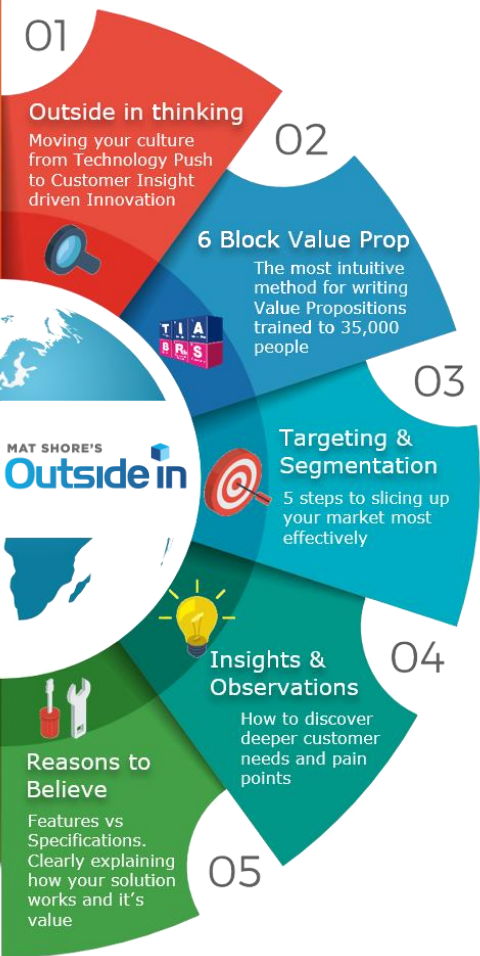 01
Outside in thinking
Moving your culture
from Technology Push
to Customer Insight
driven Innovation
02
6 Block Value Prop
The most intuitive
method for writing
Value Propositions
trained to 35,000
people
T I A
B R S
03
Targeting &
Segmentation
5 steps to slicing up
your market most
effectively
MAT SHORE'S
Outside in
04
Insights &
Observations
How to discover
deeper customer
needs and pain
points
05
Reasons to
Believe
Features vs
Specifications.
Clearly explaining
how your solution
works and it's
value